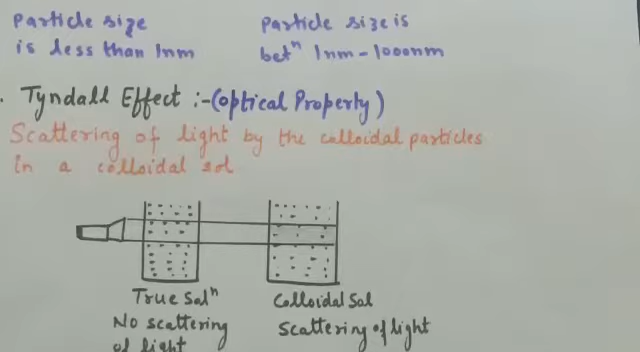 Particle size
is less than 1nm
Particle size is
betⁿ 1nm-1000nm
. Tyndall Effect :-(optical Property)
Scattering of light by the colloidal particles
in a colloidal sol
True Solⁿ
No scattering
of light
Colloidal Sol
Scattering of light